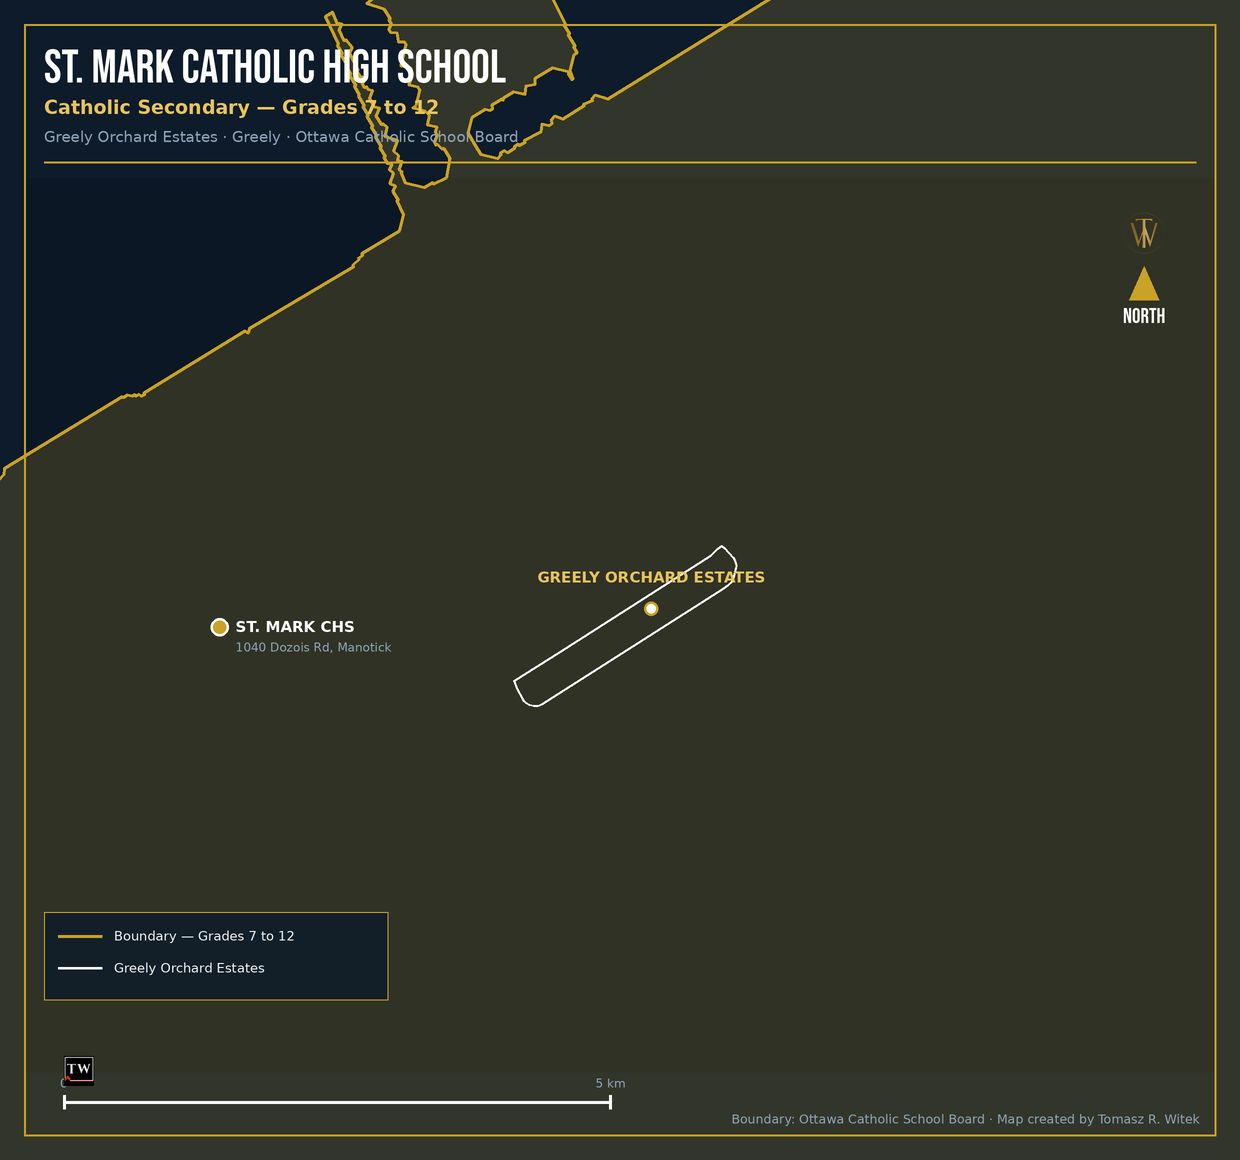 ST. MARK CATHOLIC HIGH SCHOOL
Catholic Secondary — Grades 7 to 12
Greely Orchard Estates · Greely · Ottawa Catholic School Board
TW
NORTH
GREELY ORCHARD ESTATES
ST. MARK CHS
1040 Dozois Rd, Manotick
Boundary — Grades 7 to 12
Greely Orchard Estates
TW
5 km
Boundary: Ottawa Catholic School Board · Map created by Tomasz R. Witek